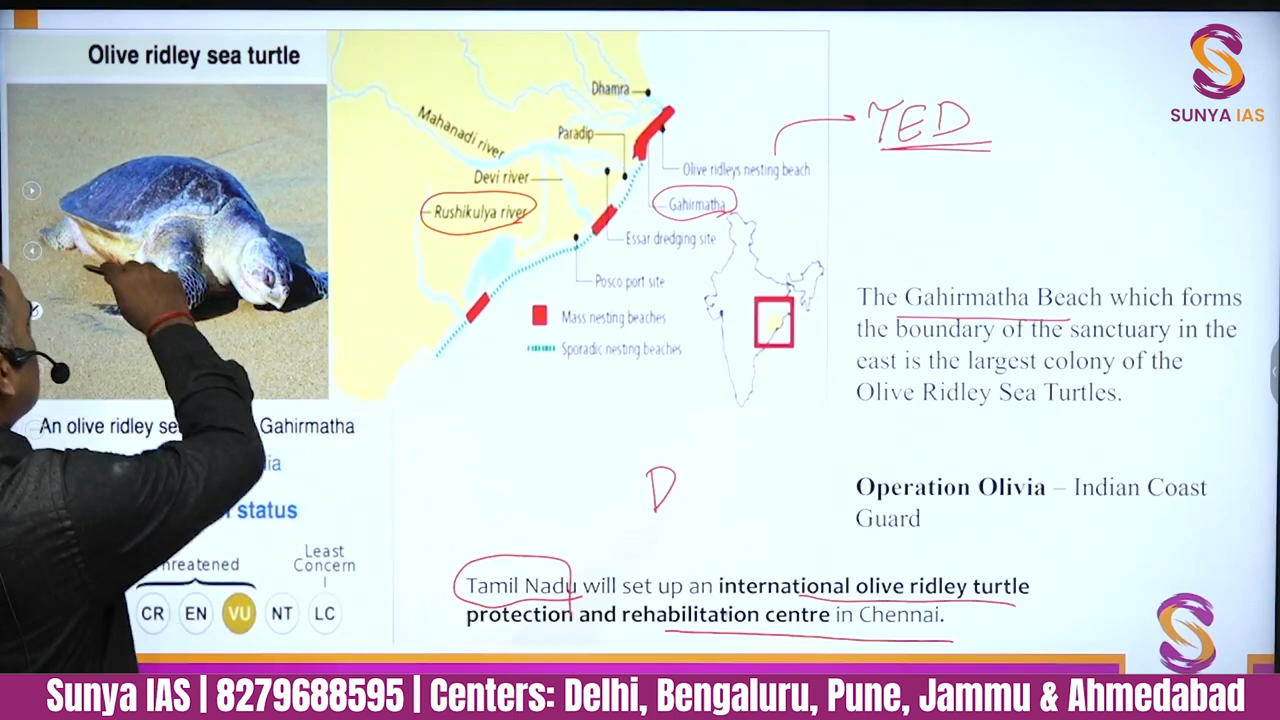 Olive ridley sea turtle
SUNYA IAS
Dhamra
Mahanadi river
Paradip
TED
Olive ridleys nesting beach
Devi river
Rushikulya river
Gahirmatha
Essar dredging site
Posco port site
Mass nesting beaches
Sporadic nesting beaches
The Gahirmatha Beach which forms
the boundary of the sanctuary in the
east is the largest colony of the
Olive Ridley Sea Turtles.
An olive ridley Gahirmatha
status
D
Operation Olivia – Indian Coast
Guard
Least
Concern
CR EN VU NT LC
Tamil Nadu will set up an international olive ridley turtle
protection and rehabilitation centre in Chennai.
Sunya IAS | 8279688595 | Centers: Delhi, Bengaluru, Pune, Jammu & Ahmedabad